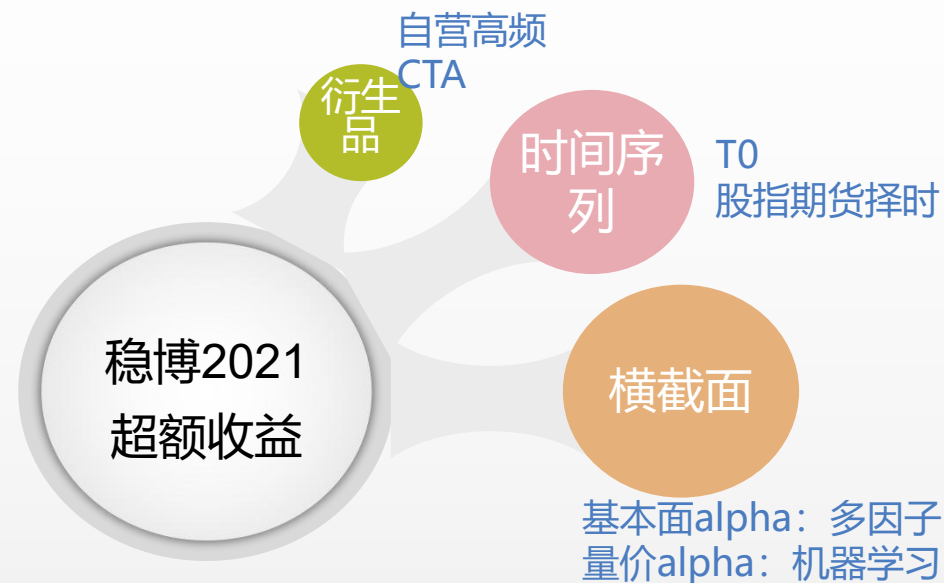 自营高频
CTA
衍生
品
时间序
列
T0
股指期货择时
稳博2021
超额收益
横截面
基本面alpha：多因子
量价alpha：机器学习